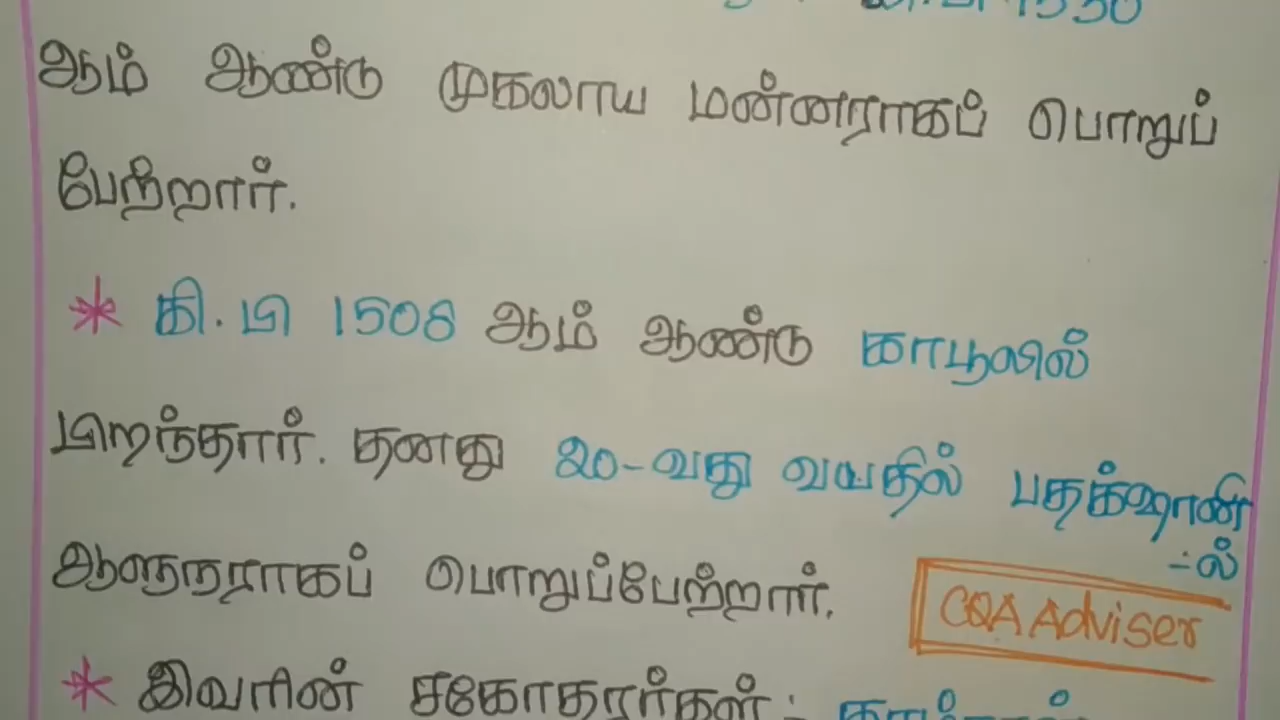 1530
ஆம் ஆண்டு முகலாய மன்னராகப் பொறுப்
பேற்றார்.
* கி.பி 1508 ஆம் ஆண்டு காபூலில்
பிறந்தார். தனது 20-வது வயதில் பதக்ஷானி
-ல்
ஆளுநராகப் பொறுப்பேற்றார்.
CQA Adviser
* இவரின் சகோதரர்கள் :